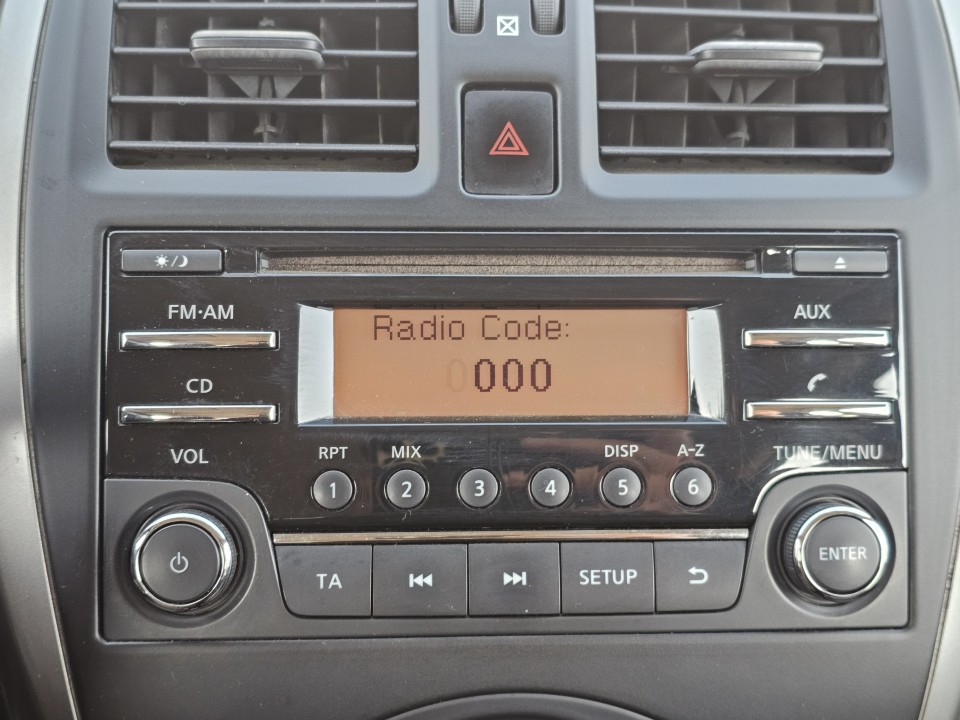 FM·AM
Radio Code:
0000
AUX
CD
VOL
RPT MIX DISP A-Z
TUNE/MENU
1 2 3 4 5 6
ENTER
TA SETUP